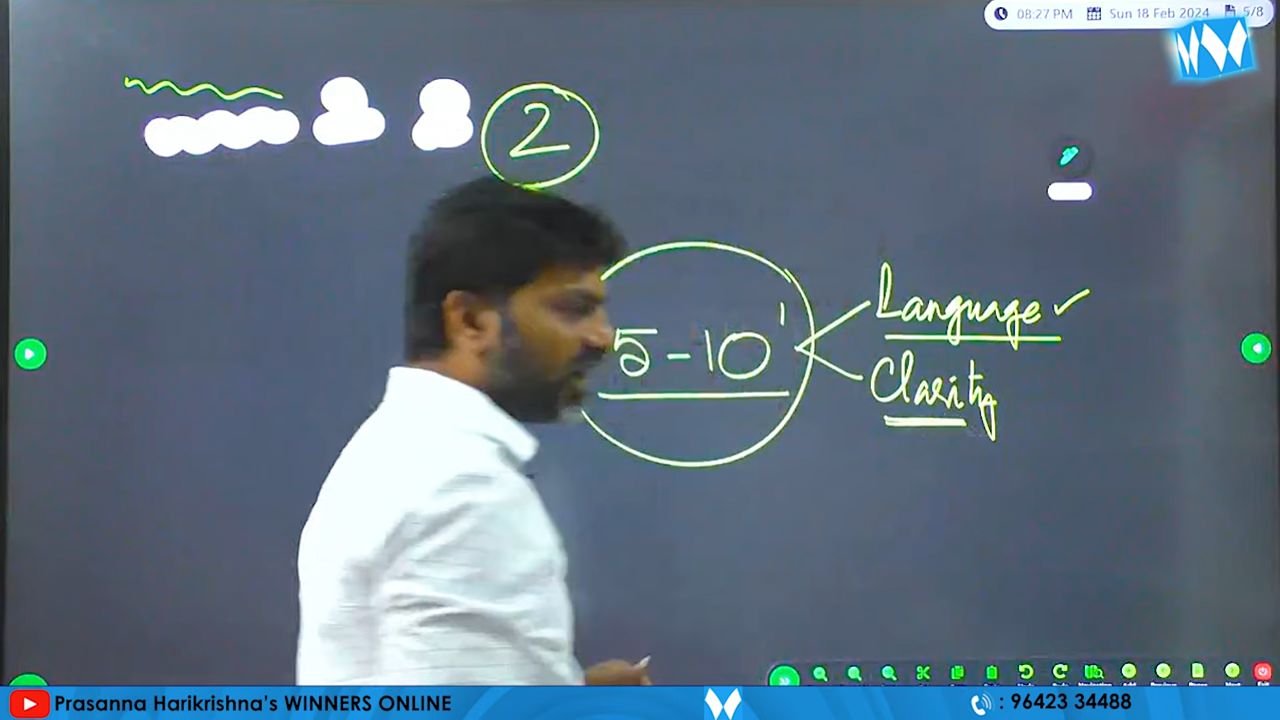 08:27 PM Sun 18 Feb 2024 5/8
W
2
5-10'
Language ✓
Clarity
Prasanna Harikrishna's WINNERS ONLINE
W
: 96423 34488